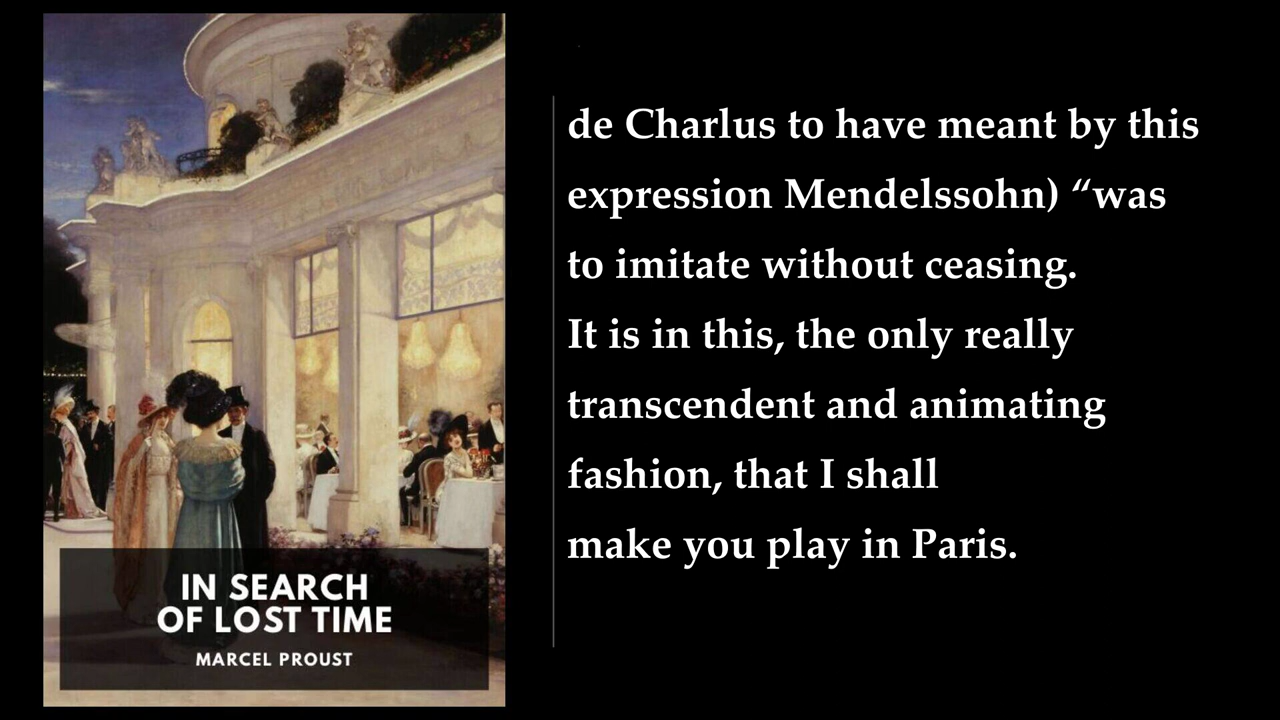 de Charlus to have meant by this
expression Mendelssohn) “was
to imitate without ceasing.
It is in this, the only really
transcendent and animating
fashion, that I shall
make you play in Paris.
IN SEARCH
OF LOST TIME
MARCEL PROUST